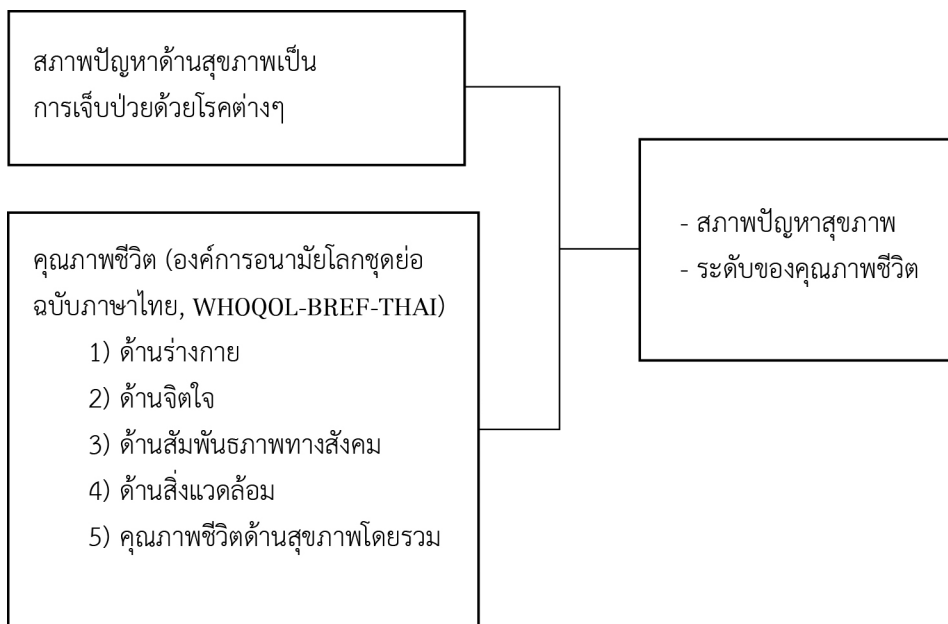 สภาพปัญหาด้านสุขภาพเป็น
การเจ็บป่วยด้วยโรคต่างๆ
คุณภาพชีวิต (องค์การอนามัยโลกชุดย่อ
ฉบับภาษาไทย, WHOQOL-BREF-THAI)
1) ด้านร่างกาย
2) ด้านจิตใจ
3) ด้านสัมพันธภาพทางสังคม
4) ด้านสิ่งแวดล้อม
5) คุณภาพชีวิตด้านสุขภาพโดยรวม
- สภาพปัญหาสุขภาพ
- ระดับของคุณภาพชีวิต